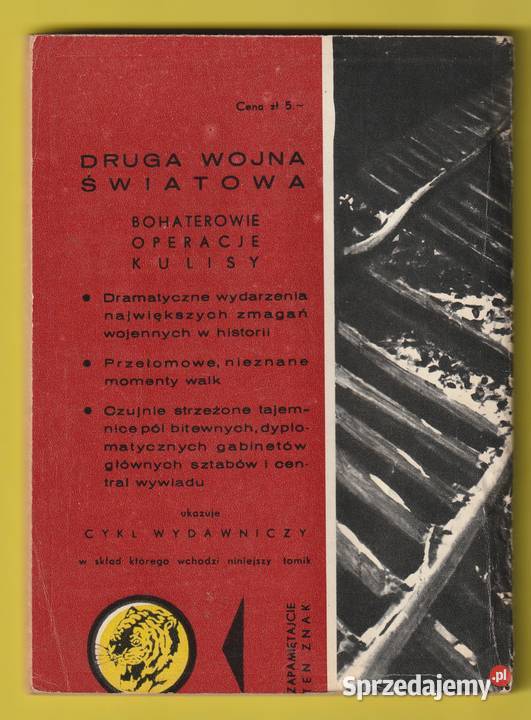 Cena zł 5.–
DRUGA WOJNA
ŚWIATOWA
BOHATEROWIE
OPERACJE
KULISY
● Dramatyczne wydarzenia
największych zmagań
wojennych w historii
● Przełomowe, nieznane
momenty walk
● Czujnie strzeżone tajem-
nice pól bitewnych, dyplo-
matycznych gabinetów
głównych sztabów i cen-
tral wywiadu
ukazuje
CYKL WYDAWNICZY
w skład którego wchodzi niniejszy tomik
ZAPAMIĘTAJCIE
TEN ZNAK
Sprzedajemy.pl